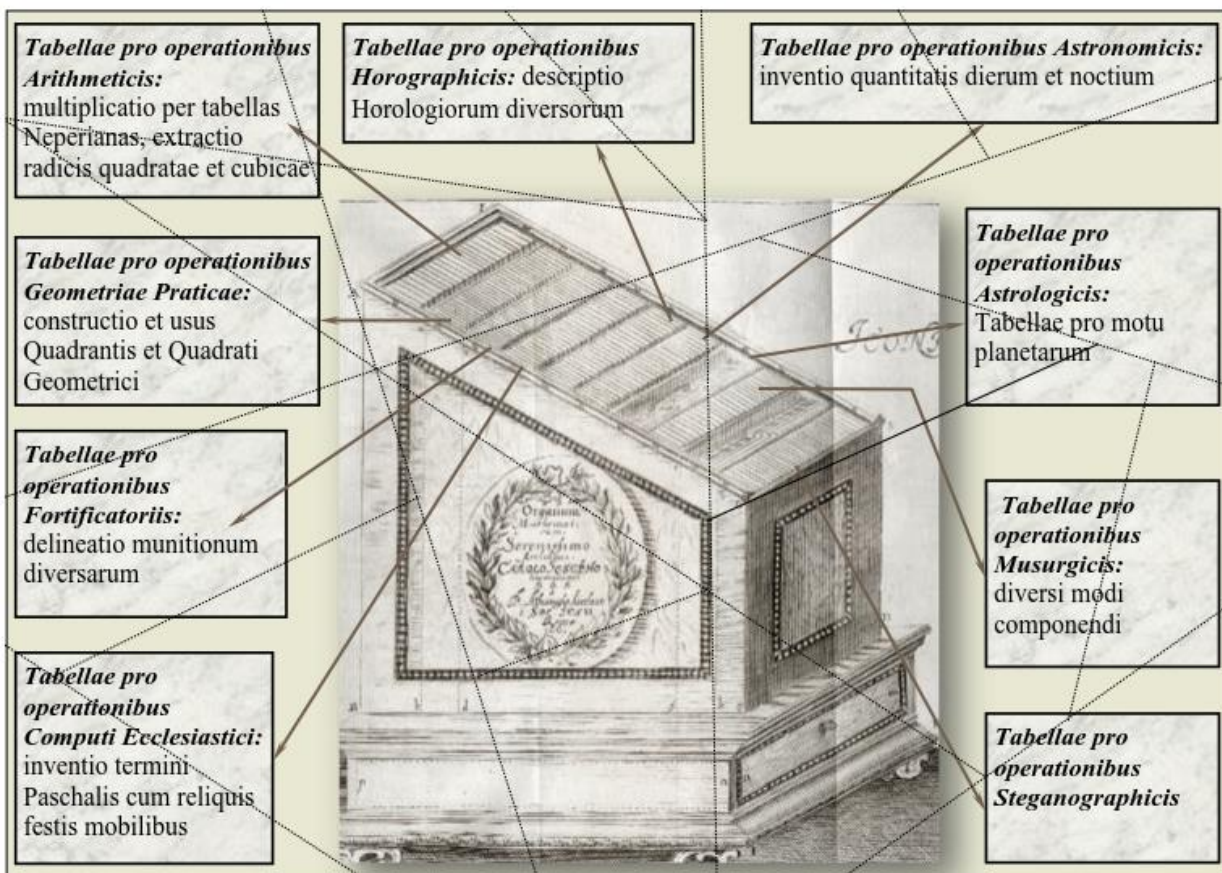 Tabellae pro operationibus
Arithmeticis:
multiplicatio per tabellas
Neperianas, extractio
radicis quadratae et cubicae
Tabellae pro operationibus
Horographicis: descriptio
Horologiorum diversorum
Tabellae pro operationibus Astronomicis:
inventio quantitatis dierum et noctium
Tabellae pro operationibus
Geometriae Praticae:
constructio et usus
Quadrantis et Quadrati
Geometrici
Tabellae pro
operationibus
Astrologicis:
Tabellae pro motu
planetarum
Tabellae pro
operationibus
Fortificatoriis:
delineatio munitionum
diversarum
Organum
Serenissimo
Tabellae pro
operationibus
Musurgicis:
diversi modi
componendi
Tabellae pro
operationibus
Computi Ecclesiastici:
inventio termini
Paschalis cum reliquis
festis mobilibus
Tabellae pro
operationibus
Steganographicis